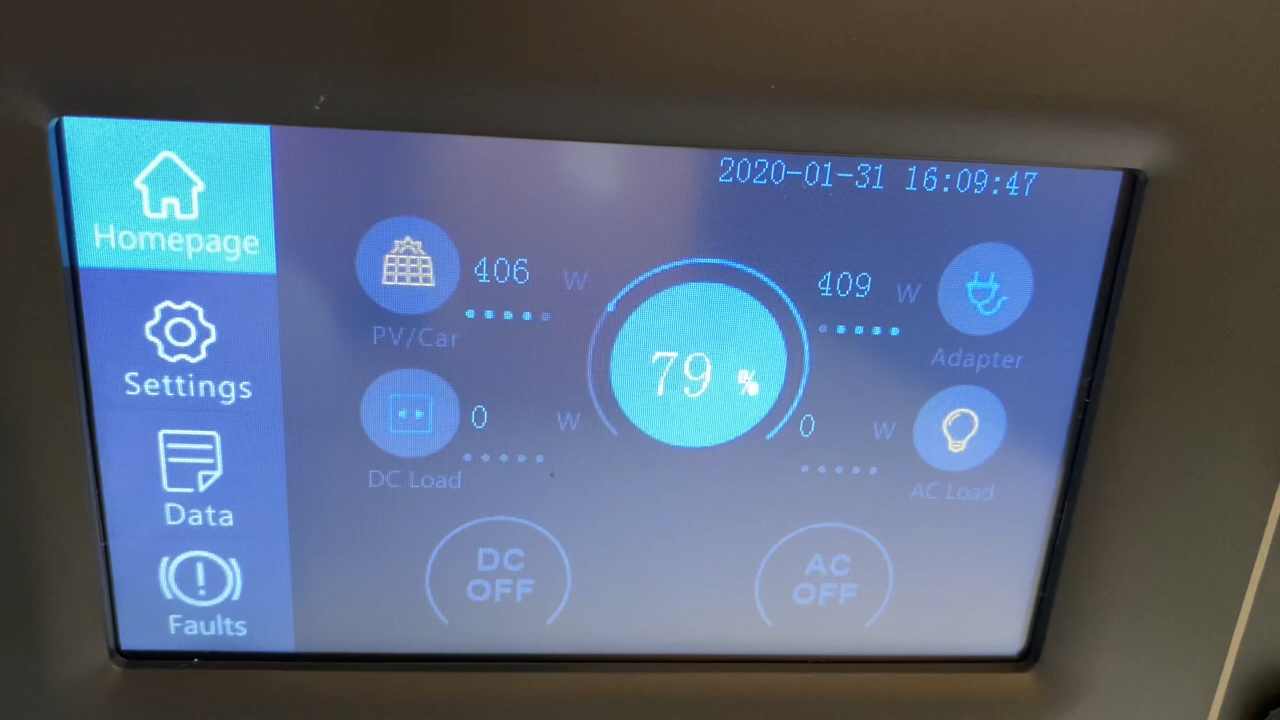 2020-01-31 16:09:47
Homepage
Settings
Data
Faults
406 W
PV/Car
409 W
Adapter
79 %
0 W
DC Load
0 W
AC Load
DC
OFF
AC
OFF